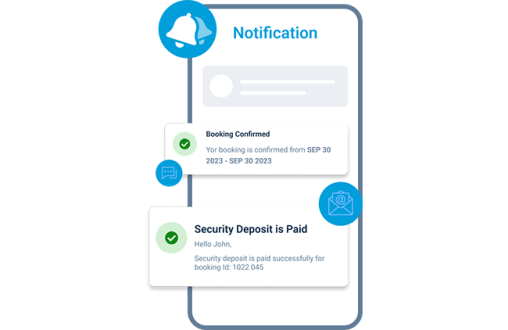 Notification
Booking Confirmed
Yor booking is confirmed from SEP 30
2023 - SEP 30 2023
Security Deposit is Paid
Hello John,
Security deposit is paid successfully for
booking Id: 1022 045